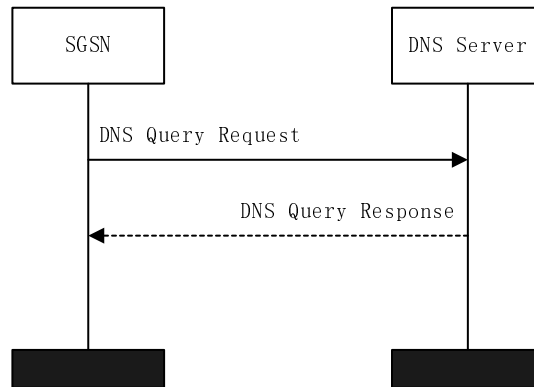 SGSN
DNS Server
DNS Query Request
DNS Query Response